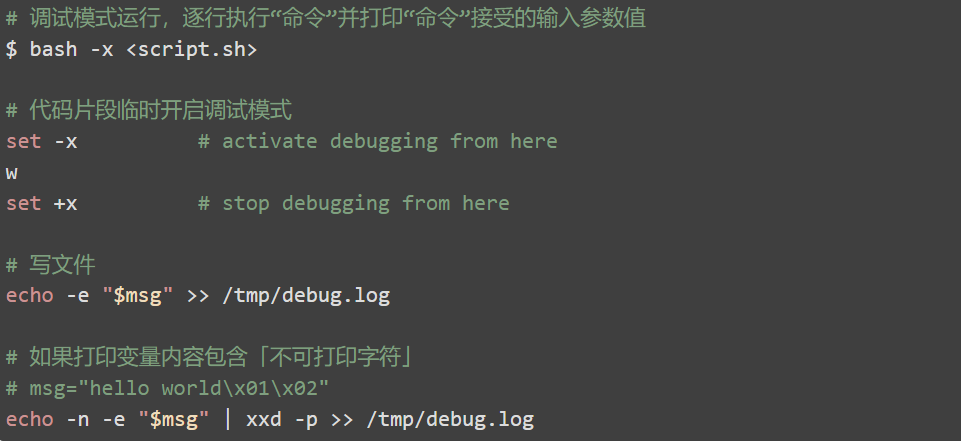 # 调试模式运行，逐行执行“命令”并打印“命令”接受的输入参数值
$ bash -x <script.sh>
# 代码片段临时开启调试模式
set -x          # activate debugging from here
w
set +x          # stop debugging from here
# 写文件
echo -e "$msg" >> /tmp/debug.log
# 如果打印变量内容包含「不可打印字符」
# msg="hello world\x01\x02"
echo -n -e "$msg" | xxd -p >> /tmp/debug.log